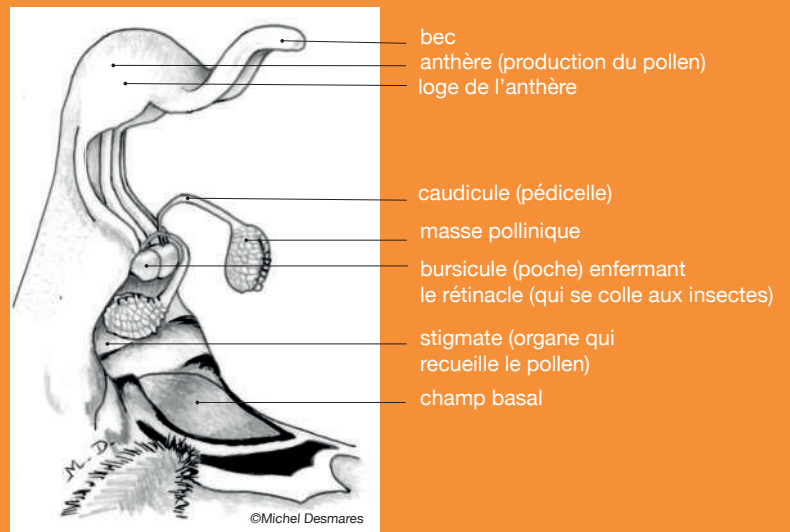 bec
anthère (production du pollen)
loge de l’anthère
caudicule (pédicelle)
masse pollinique
bursicule (poche) enfermant
le rétinacle (qui se colle aux insectes)
stigmate (organe qui
recueille le pollen)
champ basal
M.D.
©Michel Desmares